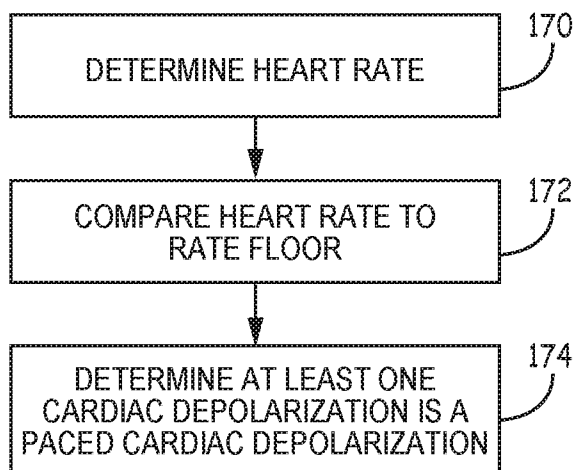 170
DETERMINE HEART RATE
172
COMPARE HEART RATE TO
RATE FLOOR
174
DETERMINE AT LEAST ONE
CARDIAC DEPOLARIZATION IS A
PACED CARDIAC DEPOLARIZATION